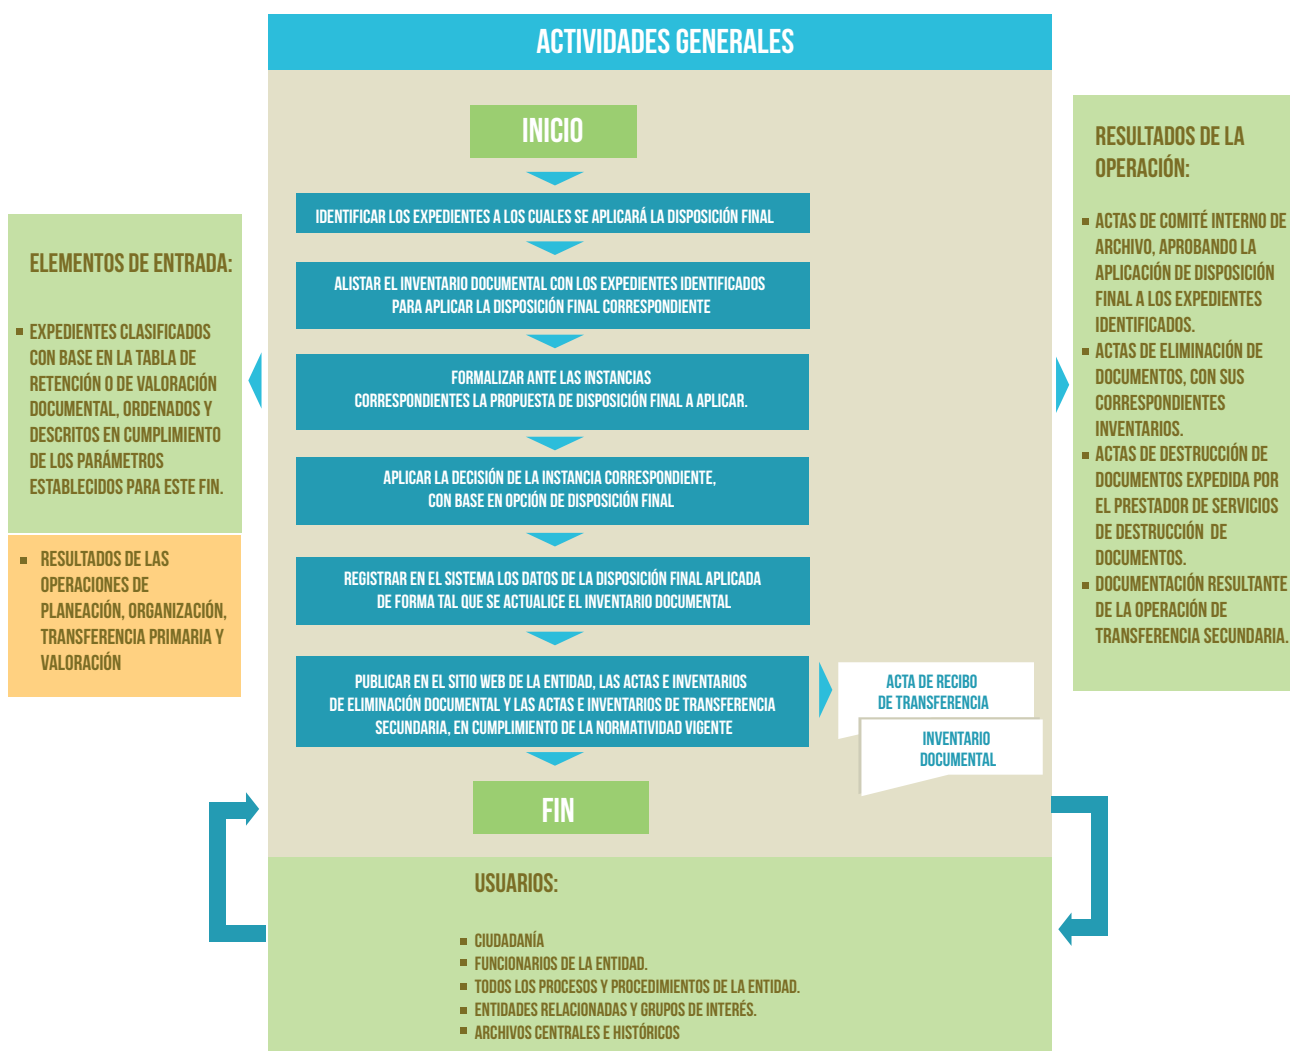 ACTIVIDADES GENERALES
INICIO
IDENTIFICAR LOS EXPEDIENTES A LOS CUALES SE APLICARÁ LA DISPOSICIÓN FINAL
ALISTAR EL INVENTARIO DOCUMENTAL CON LOS EXPEDIENTES IDENTIFICADOS
PARA APLICAR LA DISPOSICIÓN FINAL CORRESPONDIENTE
FORMALIZAR ANTE LAS INSTANCIAS
CORRESPONDIENTES LA PROPUESTA DE DISPOSICIÓN FINAL A APLICAR.
APLICAR LA DECISIÓN DE LA INSTANCIA CORRESPONDIENTE,
CON BASE EN OPCIÓN DE DISPOSICIÓN FINAL
REGISTRAR EN EL SISTEMA LOS DATOS DE LA DISPOSICIÓN FINAL APLICADA
DE FORMA TAL QUE SE ACTUALICE EL INVENTARIO DOCUMENTAL
PUBLICAR EN EL SITIO WEB DE LA ENTIDAD, LAS ACTAS E INVENTARIOS
DE ELIMINACIÓN DOCUMENTAL Y LAS ACTAS E INVENTARIOS DE TRANSFERENCIA
SECUNDARIA, EN CUMPLIMIENTO DE LA NORMATIVIDAD VIGENTE
ACTA DE RECIBO
DE TRANSFERENCIA
INVENTARIO
DOCUMENTAL
FIN
ELEMENTOS DE ENTRADA:
EXPEDIENTES CLASIFICADOS
CON BASE EN LA TABLA DE
RETENCIÓN O DE VALORACIÓN
DOCUMENTAL, ORDENADOS Y
DESCRITOS EN CUMPLIMIENTO
DE LOS PARÁMETROS
ESTABLECIDOS PARA ESTE FIN.
RESULTADOS DE LAS
OPERACIONES DE
PLANEACIÓN, ORGANIZACIÓN,
TRANSFERENCIA PRIMARIA Y
VALORACIÓN
RESULTADOS DE LA
OPERACIÓN:
ACTAS DE COMITÉ INTERNO DE
ARCHIVO, APROBANDO LA
APLICACIÓN DE DISPOSICIÓN
FINAL A LOS EXPEDIENTES
IDENTIFICADOS.
ACTAS DE ELIMINACIÓN DE
DOCUMENTOS, CON SUS
CORRESPONDIENTES
INVENTARIOS.
ACTAS DE DESTRUCCIÓN DE
DOCUMENTOS EXPEDIDA POR
EL PRESTADOR DE SERVICIOS
DE DESTRUCCIÓN DE
DOCUMENTOS.
DOCUMENTACIÓN RESULTANTE
DE LA OPERACIÓN DE
TRANSFERENCIA SECUNDARIA.
USUARIOS:
CIUDADANÍA
FUNCIONARIOS DE LA ENTIDAD.
TODOS LOS PROCESOS Y PROCEDIMIENTOS DE LA ENTIDAD.
ENTIDADES RELACIONADAS Y GRUPOS DE INTERÉS.
ARCHIVOS CENTRALES E HISTÓRICOS